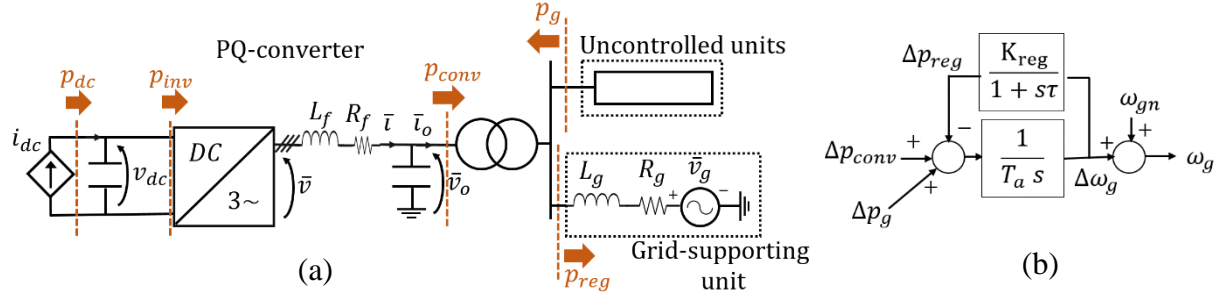 PQ-converter
p_g
Uncontrolled units
p_dc
p_inv
p_conv
L_f
R_f
i̅
i̅_o
i_dc
v_dc
DC
3~
v̅
v̅_o
L_g
R_g
v̅_g
+
−
Grid-supporting
unit
p_reg
(a)
Δp_reg
K_reg
1 + sτ
ω_gn
−
+
+
Δp_conv
+
1
T_a s
+
Δω_g
ω_g
Δp_g
(b)